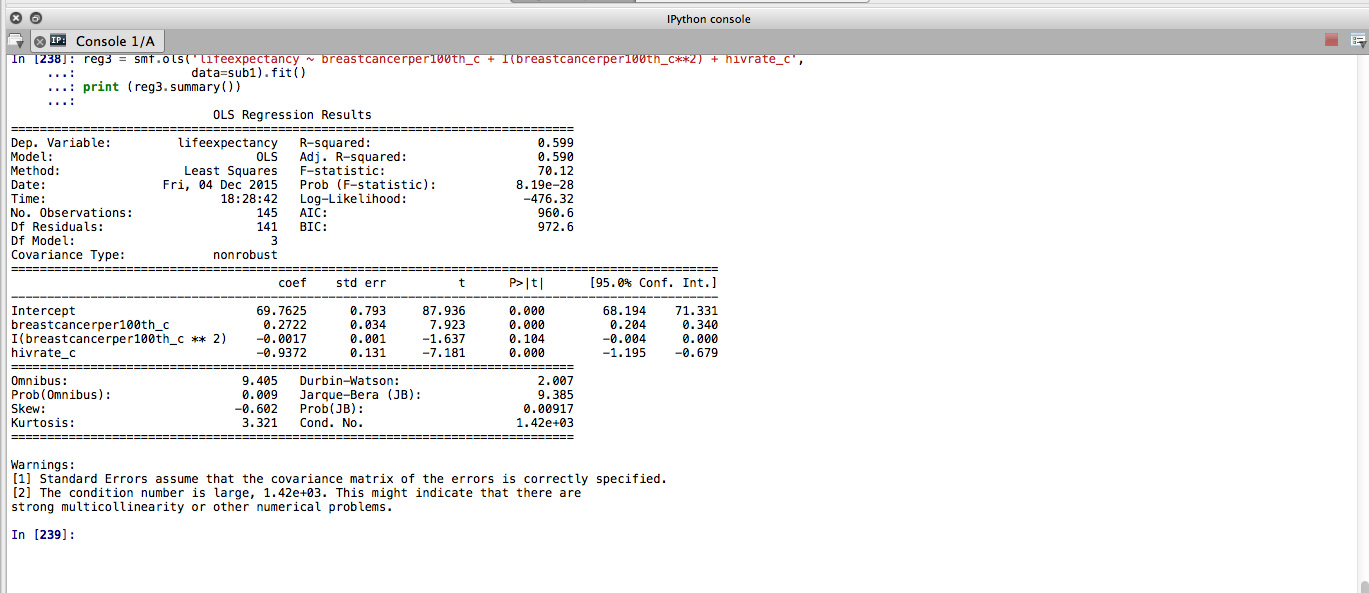 IPython console
IP: Console 1/A
In [238]: reg3 = smf.ols('lifeexpectancy ~ breastcancerper100th_c + I(breastcancerper100th_c**2) + hivrate_c',
...: data=sub1).fit()
...: print (reg3.summary())
...:
OLS Regression Results
==============================================================================
Dep. Variable: lifeexpectancy R-squared: 0.599
Model: OLS Adj. R-squared: 0.590
Method: Least Squares F-statistic: 70.12
Date: Fri, 04 Dec 2015 Prob (F-statistic): 8.19e-28
Time: 18:28:42 Log-Likelihood: -476.32
No. Observations: 145 AIC: 960.6
Df Residuals: 141 BIC: 972.6
Df Model: 3
Covariance Type: nonrobust
==================================================================================================
coef std err t P>|t| [95.0% Conf. Int.]
--------------------------------------------------------------------------------------------------
Intercept 69.7625 0.793 87.936 0.000 68.194 71.331
breastcancerper100th_c 0.2722 0.034 7.923 0.000 0.204 0.340
I(breastcancerper100th_c ** 2) -0.0017 0.001 -1.637 0.104 -0.004 0.000
hivrate_c -0.9372 0.131 -7.181 0.000 -1.195 -0.679
==============================================================================
Omnibus: 9.405 Durbin-Watson: 2.007
Prob(Omnibus): 0.009 Jarque-Bera (JB): 9.385
Skew: -0.602 Prob(JB): 0.00917
Kurtosis: 3.321 Cond. No. 1.42e+03
==============================================================================
Warnings:
[1] Standard Errors assume that the covariance matrix of the errors is correctly specified.
[2] The condition number is large, 1.42e+03. This might indicate that there are
strong multicollinearity or other numerical problems.
In [239]: